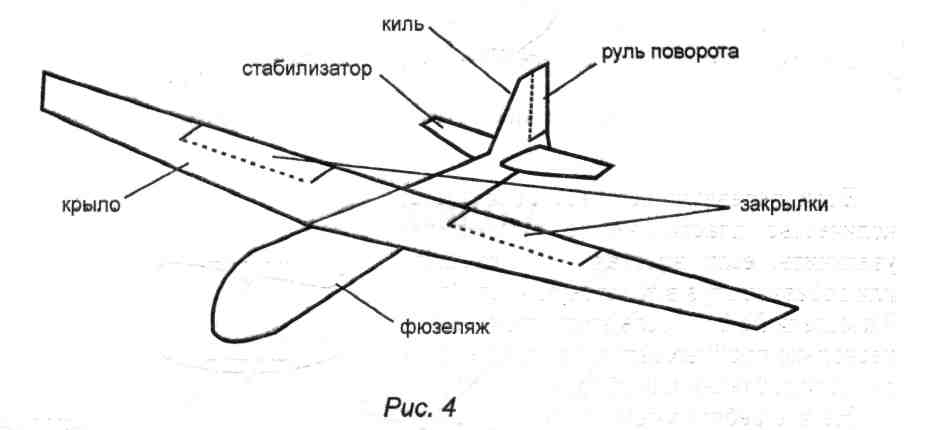 киль
руль поворота
стабилизатор
крыло
закрылки
фюзеляж
Рис. 4